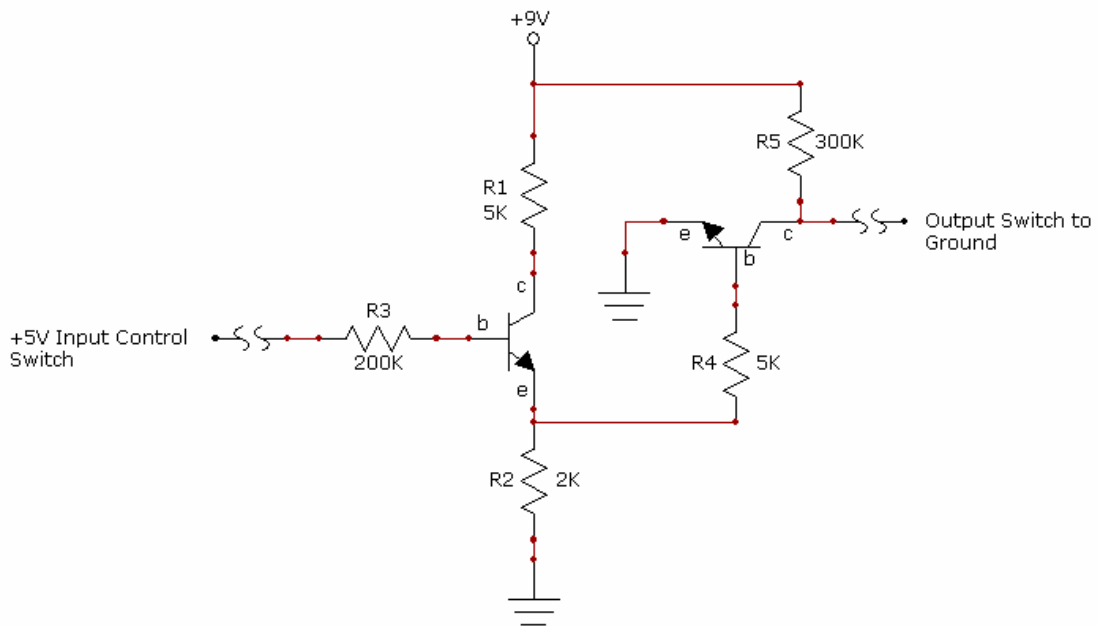 +9V
R5 300K
R1
5K
Output Switch to
Ground
e
c
b
c
R3
b
+5V Input Control
Switch
200K
R4 5K
e
R2 2K